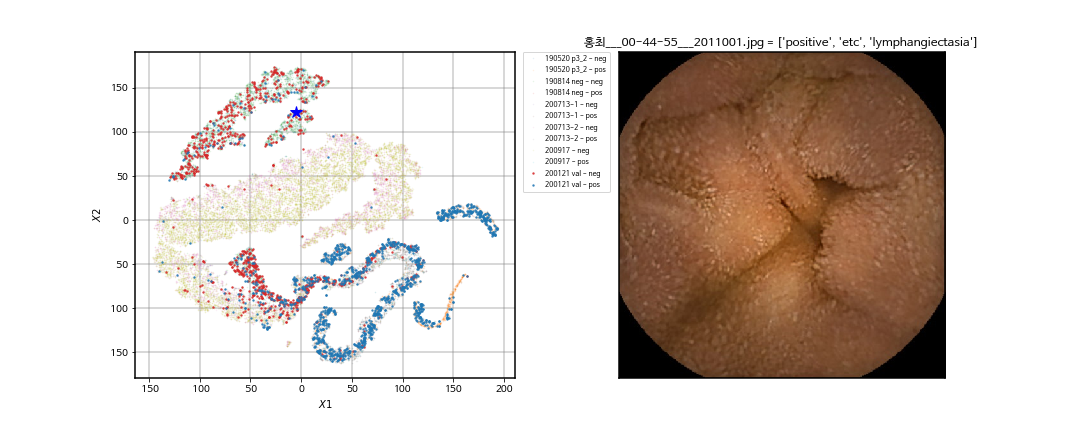 홍최___00-44-55___2011001.jpg = ['positive', 'etc', 'lymphangiectasia']
190520 p3_2 - neg
190520 p3_2 - pos
190814 neg - neg
190814 neg - pos
200713-1 - neg
200713-1 - pos
200713-2 - neg
200713-2 - pos
200917 - neg
200917 - pos
200121 val - neg
200121 val - pos
150
100
50
0
50
100
150
X2
150
100
50
0
50
100
150
200
X1